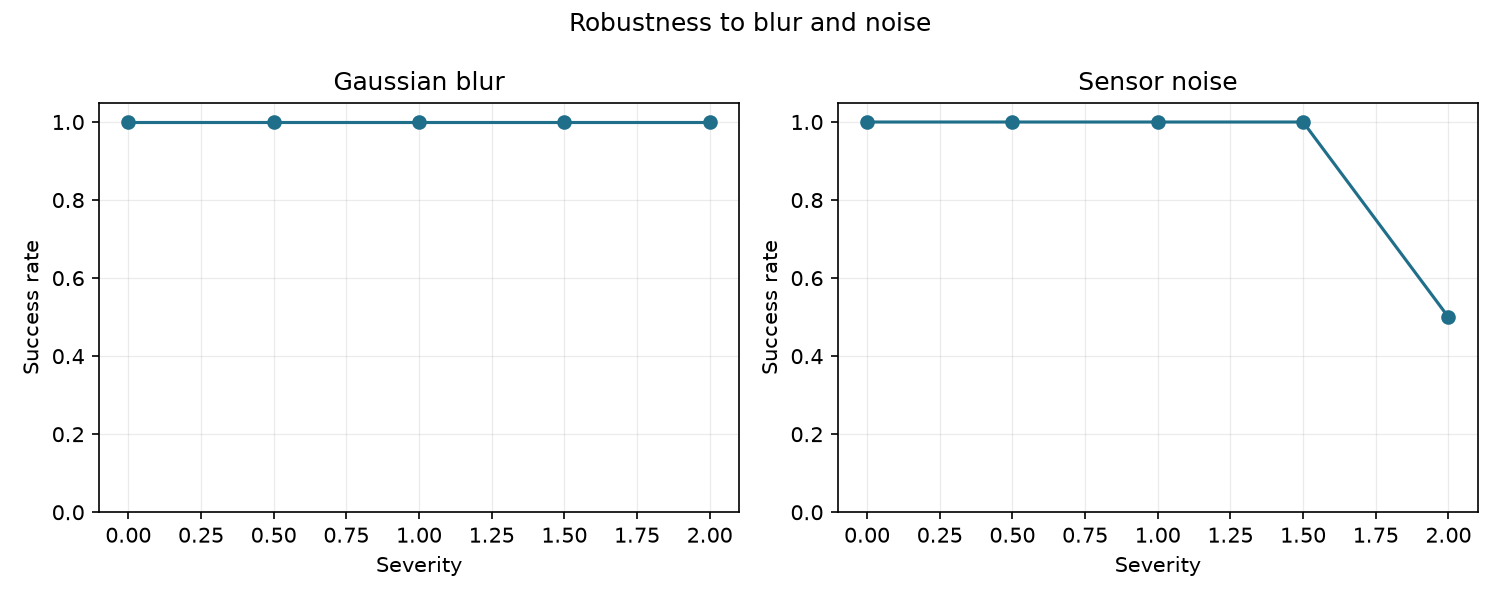 Robustness to blur and noise
Gaussian blur
1.0
0.8
0.6
0.4
0.2
0.0
Success rate
0.00 0.25 0.50 0.75 1.00 1.25 1.50 1.75 2.00
Severity
Sensor noise
1.0
0.8
0.6
0.4
0.2
0.0
Success rate
0.00 0.25 0.50 0.75 1.00 1.25 1.50 1.75 2.00
Severity